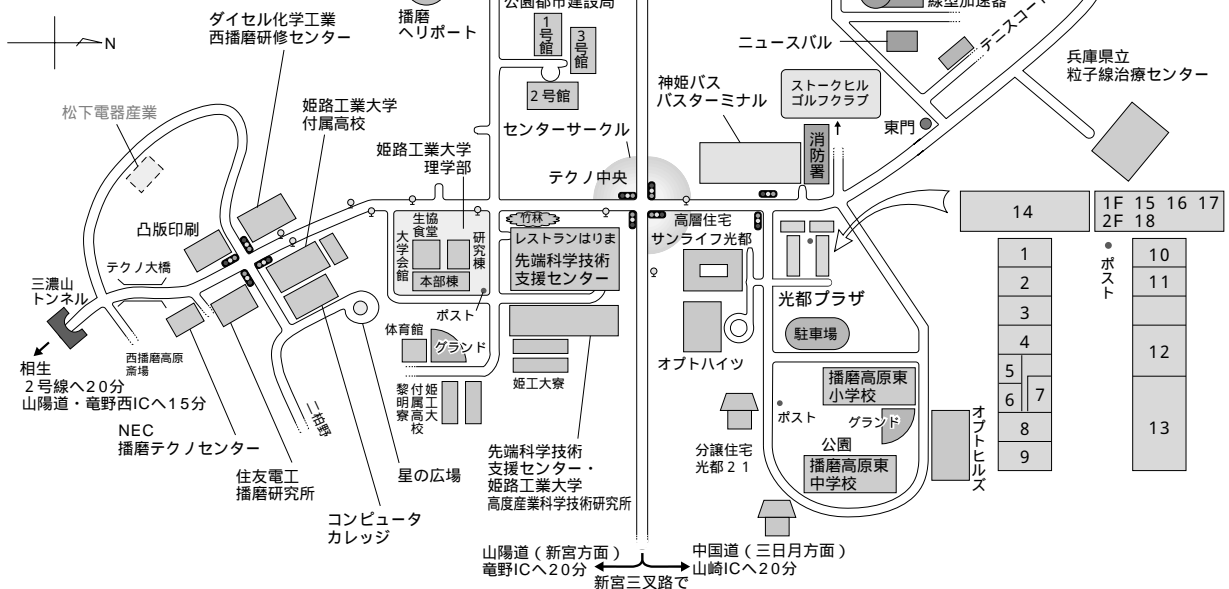 公園都市建設局
線型加速器
ダイセル化学工業
西播磨研修センター
播磨
ヘリポート
1号館
3号館
2号館
N
ニュースバル
テニスコート
兵庫県立
粒子線治療センター
松下電器産業
姫路工業大学
付属高校
神姫バス
バスターミナル
ストークヒル
ゴルフクラブ
センターサークル
消防署
東門
姫路工業大学
理学部
テクノ中央
凸版印刷
生協
食堂
大学会館
研究棟
本部棟
竹林
レストランはりま
先端科学技術
支援センター
高層住宅
サンライフ光都
14
1F 15 16 17
2F 18
テクノ大橋
三濃山
トンネル
ポスト
光都プラザ
1
2
3
4
5
6
7
8
9
ポスト
10
11
12
13
体育館
グランド
駐車場
相生
2号線へ20分
山陽道・竜野西ICへ15分
西播磨高原
斎場
姫工大寮
オプトハイツ
姫工大
付属高校
黎明寮
播磨高原東
小学校
ポスト
グランド
公園
播磨高原東
中学校
オプトヒルズ
NEC
播磨テクノセンター
二柏野
住友電工
播磨研究所
星の広場
コンピュータ
カレッジ
先端科学技術
支援センター・
姫路工業大学
高度産業科学技術研究所
分譲住宅
光都21
山陽道(新宮方面)
竜野ICへ20分
中国道(三日月方面)
山崎ICへ20分
新宮三叉路で